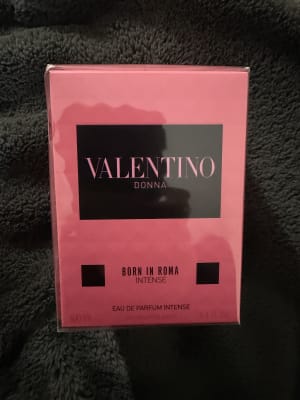 VALENTINO
DONNA
BORN IN ROMA
INTENSE
EAU DE PARFUM INTENSE